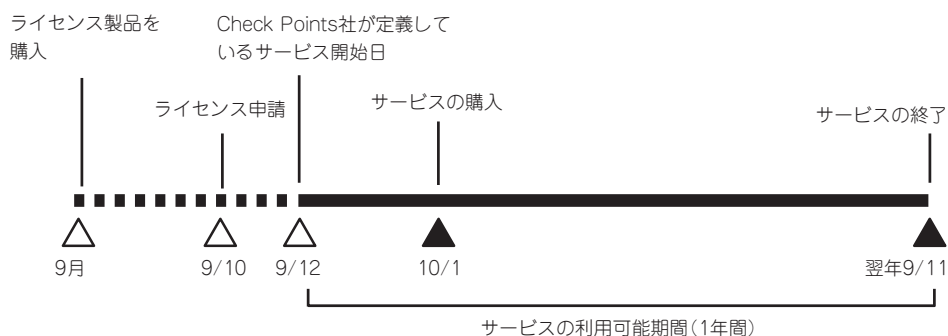 ライセンス製品を
購入
Check Points社が定義して
いるサービス開始日
ライセンス申請
サービスの購入
サービスの終了
9月
9/10
9/12
10/1
翌年9/11
サービスの利用可能期間(1年間)